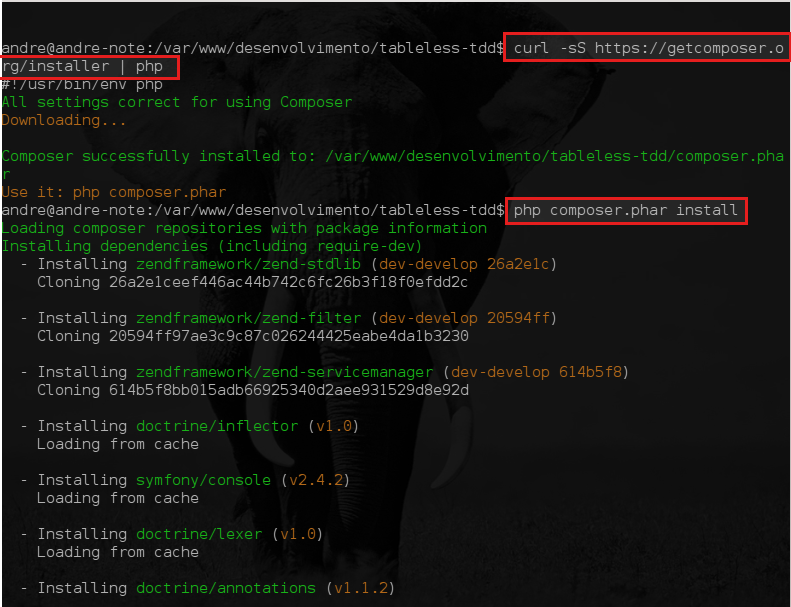 andre@andre-note:/var/www/desenvolvimento/tableless-tdd$ curl -sS https://getcomposer.o
rg/installer | php
#!/usr/bin/env php
All settings correct for using Composer
Downloading...
Composer successfully installed to: /var/www/desenvolvimento/tableless-tdd/composer.pha
r
Use it: php composer.phar
andre@andre-note:/var/www/desenvolvimento/tableless-tdd$ php composer.phar install
Loading composer repositories with package information
Installing dependencies (including require-dev)
- Installing zendframework/zend-stdlib (dev-develop 26a2e1c)
Cloning 26a2e1ceef446ac44b742c6fc26b3f18f0efdd2c
- Installing zendframework/zend-filter (dev-develop 20594ff)
Cloning 20594ff97ae3c9c87c026244425eabe4da1b3230
- Installing zendframework/zend-servicemanager (dev-develop 614b5f8)
Cloning 614b5f8bb015adb66925340d2aee931529d8e92d
- Installing doctrine/inflector (v1.0)
Loading from cache
- Installing symfony/console (v2.4.2)
Loading from cache
- Installing doctrine/lexer (v1.0)
Loading from cache
- Installing doctrine/annotations (v1.1.2)